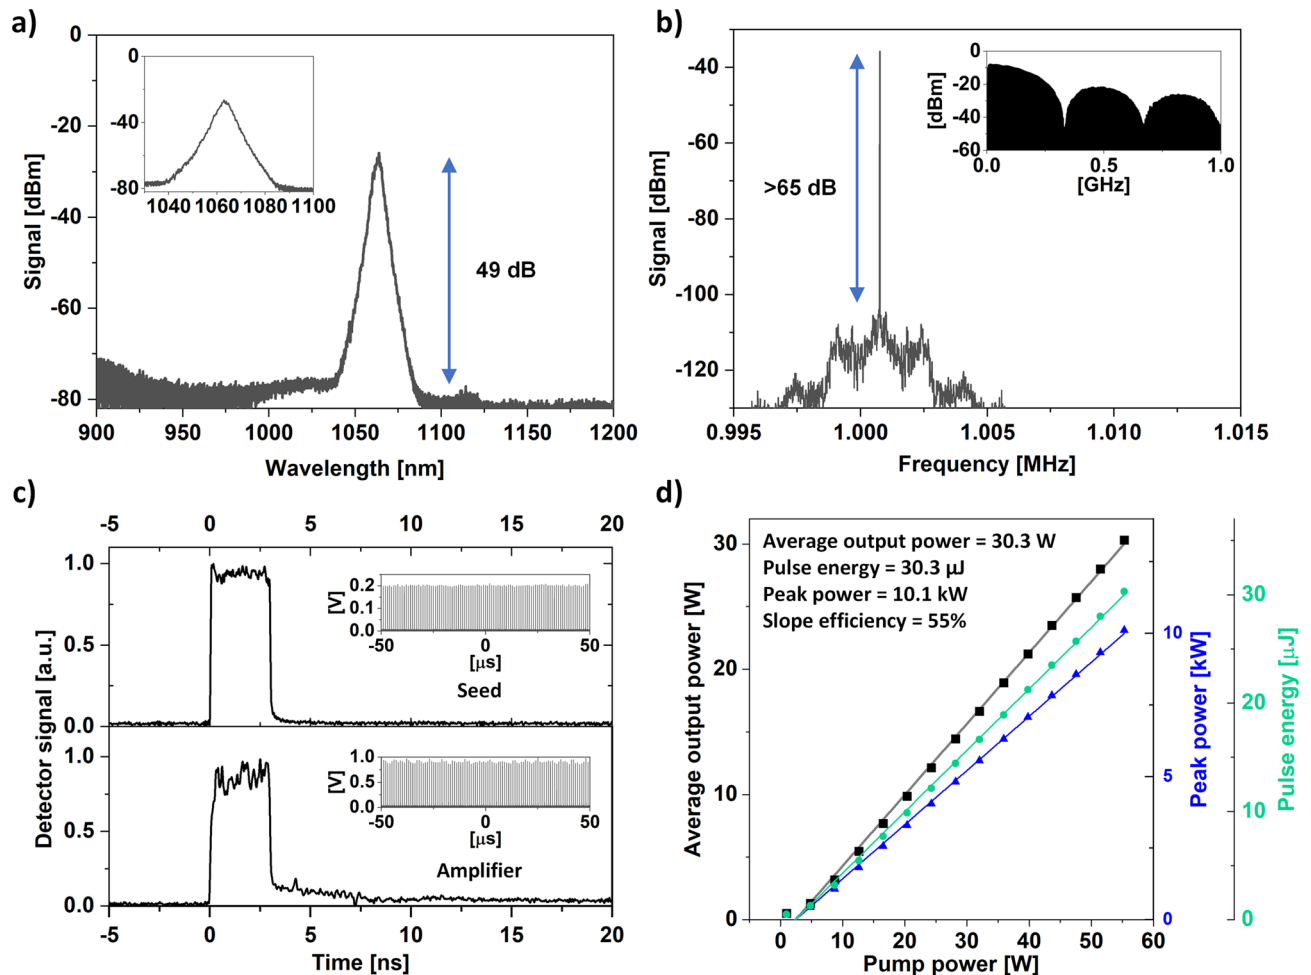 a)
Signal [dBm]
0
-20
-40
-60
-80
900
950
1000
1050
1100
1150
1200
Wavelength [nm]
0
-40
-80
1040 1060 1080 1100
49 dB
b)
Signal [dBm]
-40
-60
-80
-100
-120
0.995
1.000
1.005
1.010
1.015
Frequency [MHz]
>65 dB
[dBm]
0
-20
-40
-60
0.0
0.5
1.0
[GHz]
c)
-5
0
5
10
15
20
Detector signal [a.u.]
1.0
0.5
0.0
[V]
0.2
0.1
0.0
-50
0
50
[µs]
Seed
1.0
0.5
0.0
[V]
1.0
0.5
0.0
-50
0
50
[µs]
Amplifier
-5
0
5
10
15
20
Time [ns]
d)
Average output power = 30.3 W
Pulse energy = 30.3 µJ
Peak power = 10.1 kW
Slope efficiency = 55%
Average output power [W]
30
20
10
0
0
10
20
30
40
50
60
Pump power [W]
10
5
0
Peak power [kW]
30
20
10
0
Pulse energy [µJ]